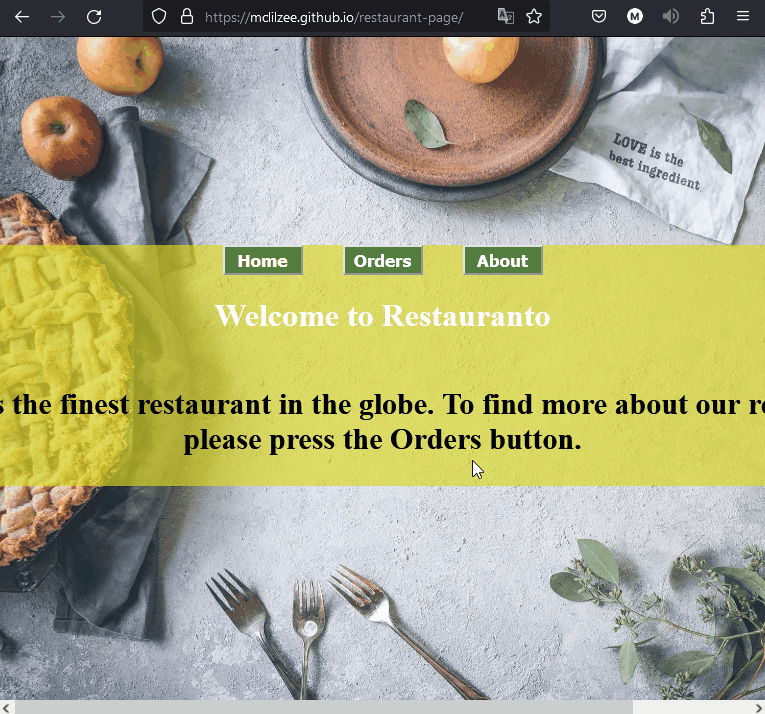 https://mclilzee.github.io/restaurant-page/
M
LOVE is the
best ingredient.
Home Orders About
Welcome to Restauranto
the finest restaurant in the globe. To find more about our
please press the Orders button.